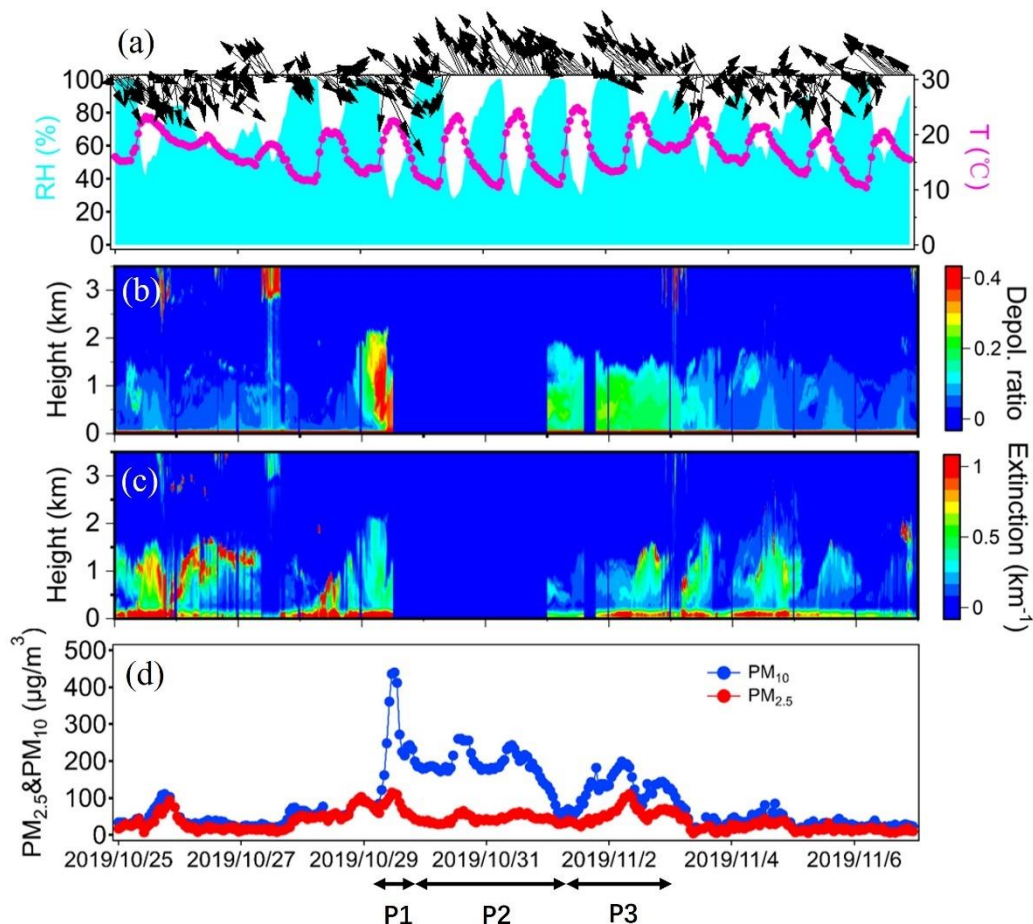 (a)
100
80
60
40
20
0
RH (%)
30
20
10
0
T (℃)
(b)
3
2
1
0
Height (km)
0.4
0.2
0
Depol. ratio
(c)
3
2
1
0
Height (km)
1
0.5
0
Extinction (km-1)
(d)
500
400
300
200
100
0
PM2.5&PM10 (μg/m3)
PM10
PM2.5
2019/10/25 2019/10/27 2019/10/29 2019/10/31 2019/11/2 2019/11/4 2019/11/6
P1 P2 P3